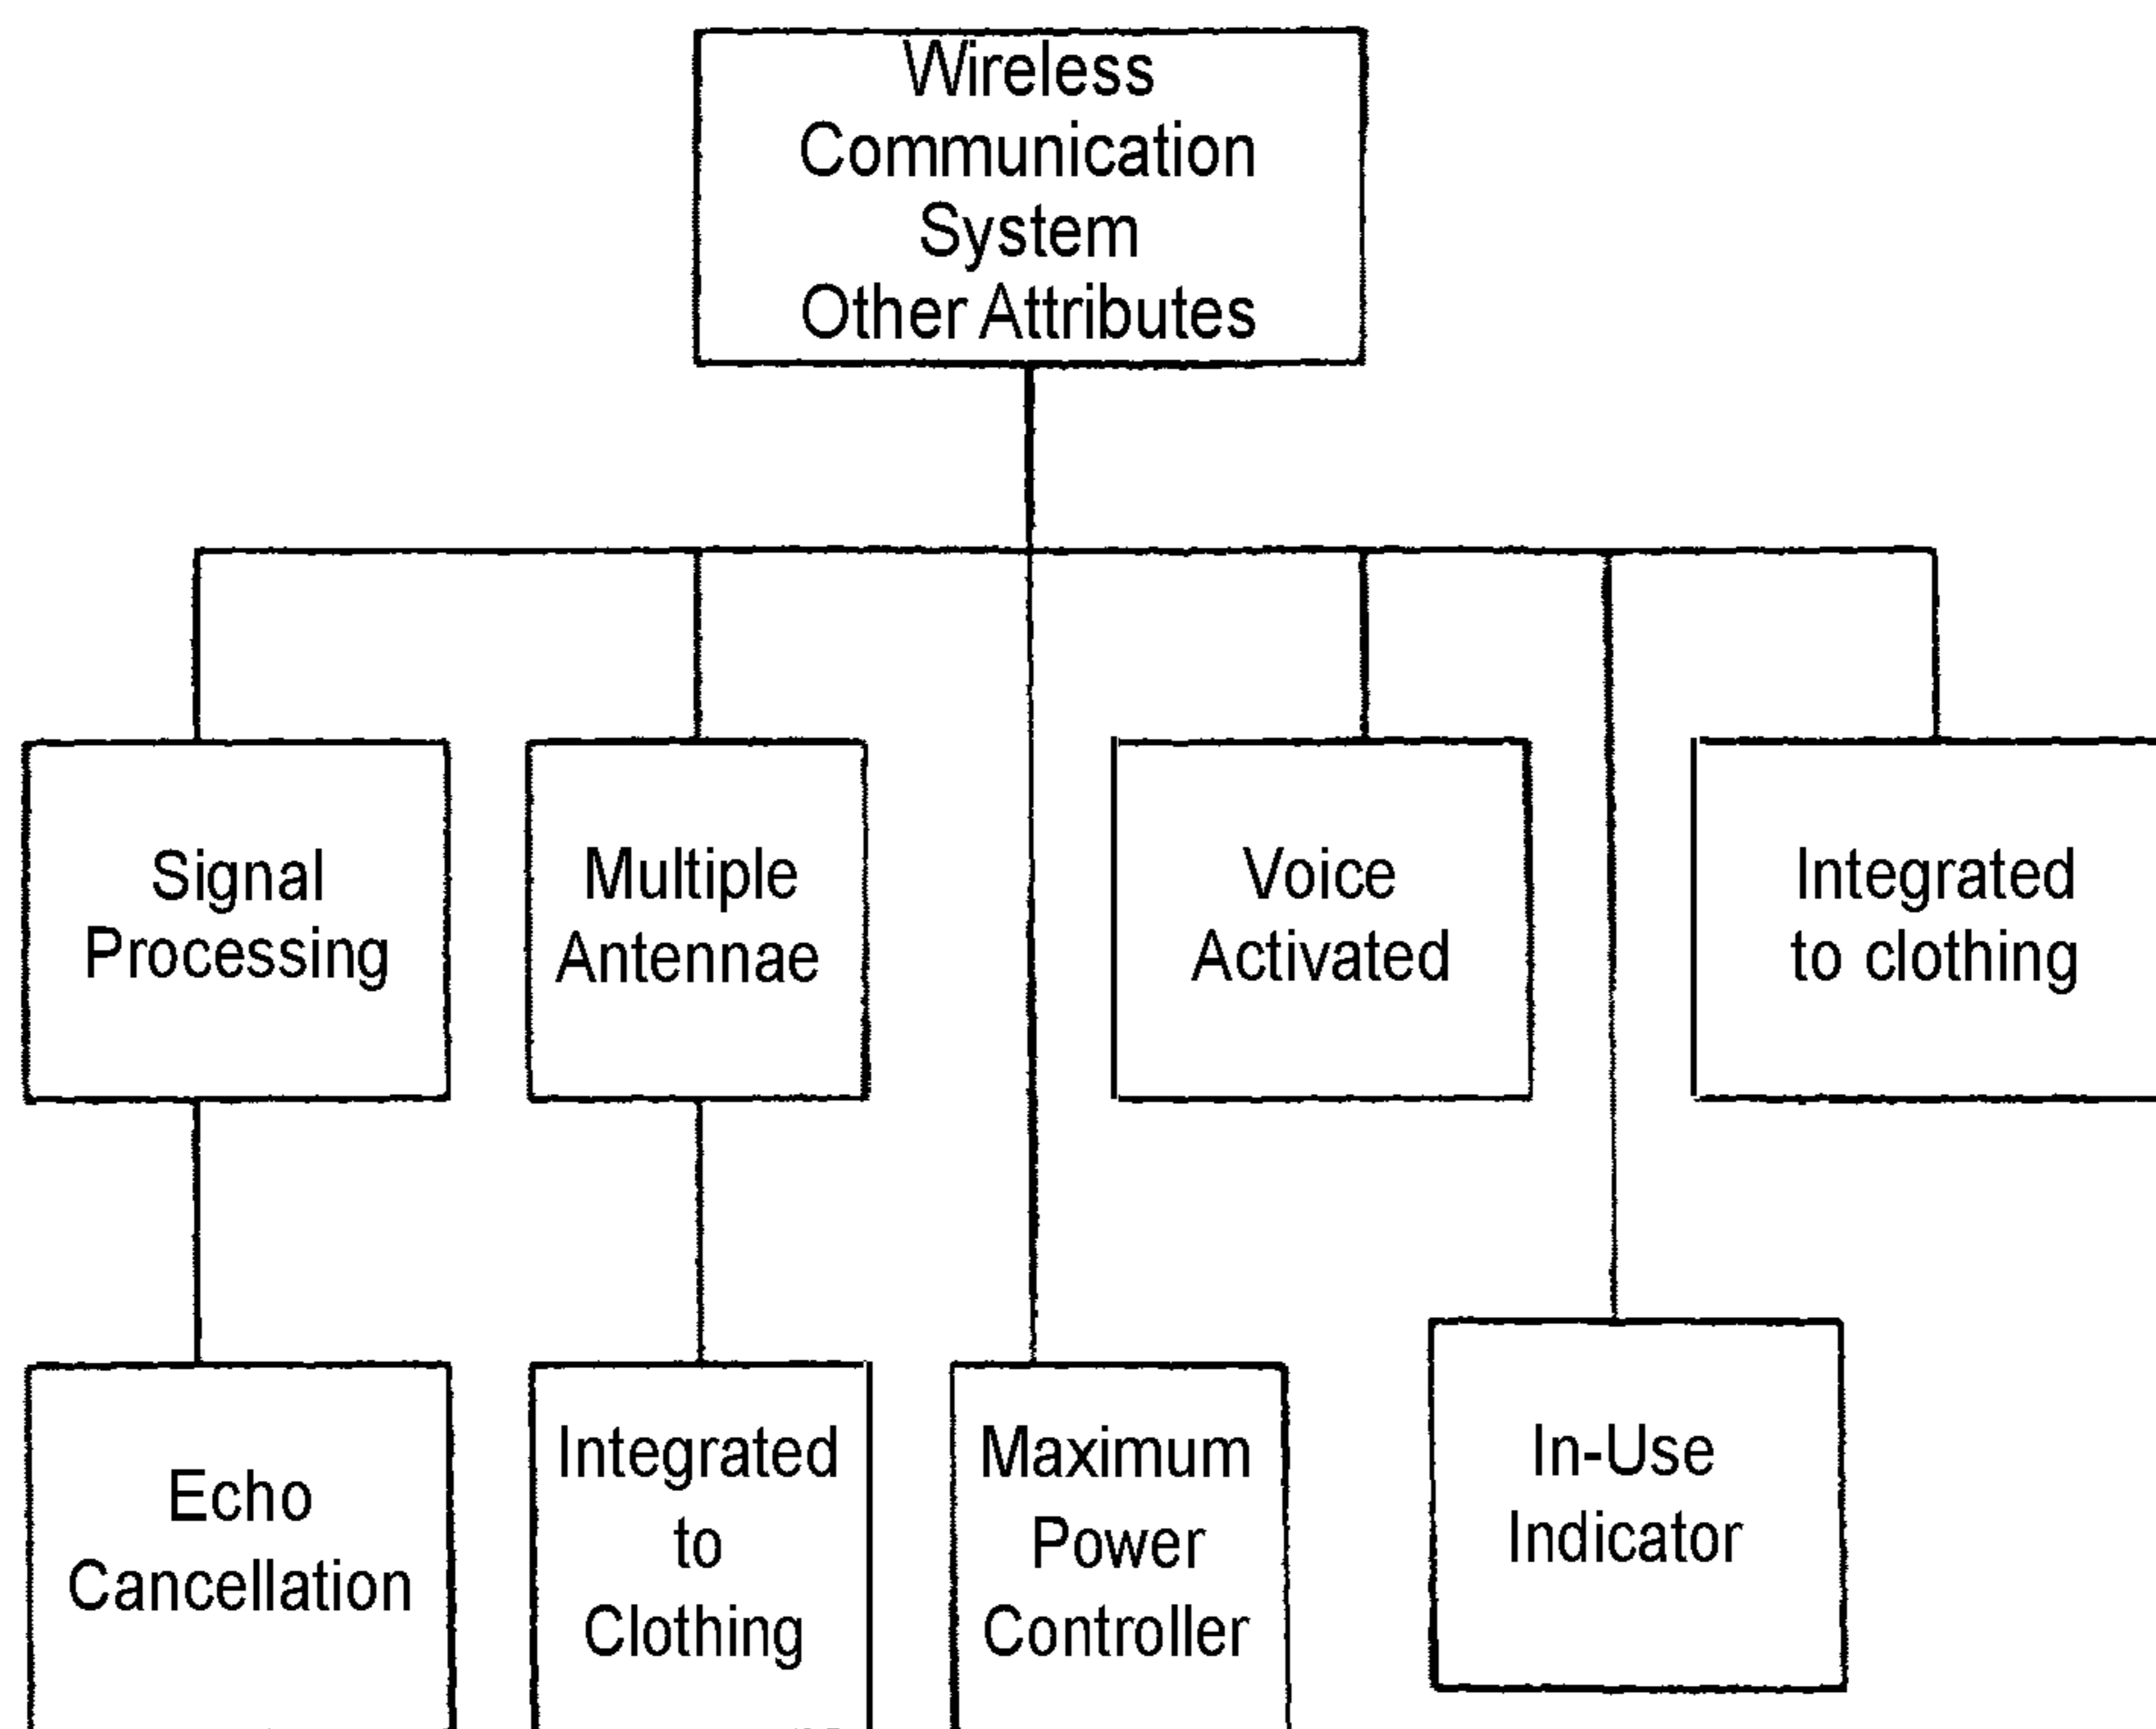 Wireless
Communication
System
Other Attributes
Signal
Processing
Multiple
Antennae
Voice
Activated
Integrated
to clothing
Echo
Cancellation
Integrated
to
Clothing
Maximum
Power
Controller
In-Use
Indicator